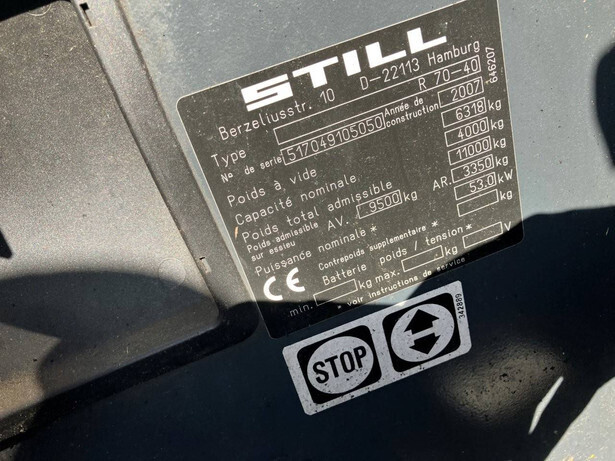 STILL
Berzeliusstr. 10 D-22113 Hamburg
Type R 70-40
N° de serie 517049105050 Année de construction 2007
Poids à vide 6318 kg
Capacité nominale 4000 kg
Poids total admissible 11000 kg
Poids admissible sur essieu AV. 9500 kg AR. 3350 kg
Puissance nominale* 53.0 kW
Contrepoids supplementaire* kg
Batterie poids / tension* V
min. kg max. kg
* voir instructions de service
CE
646207
STOP
342889